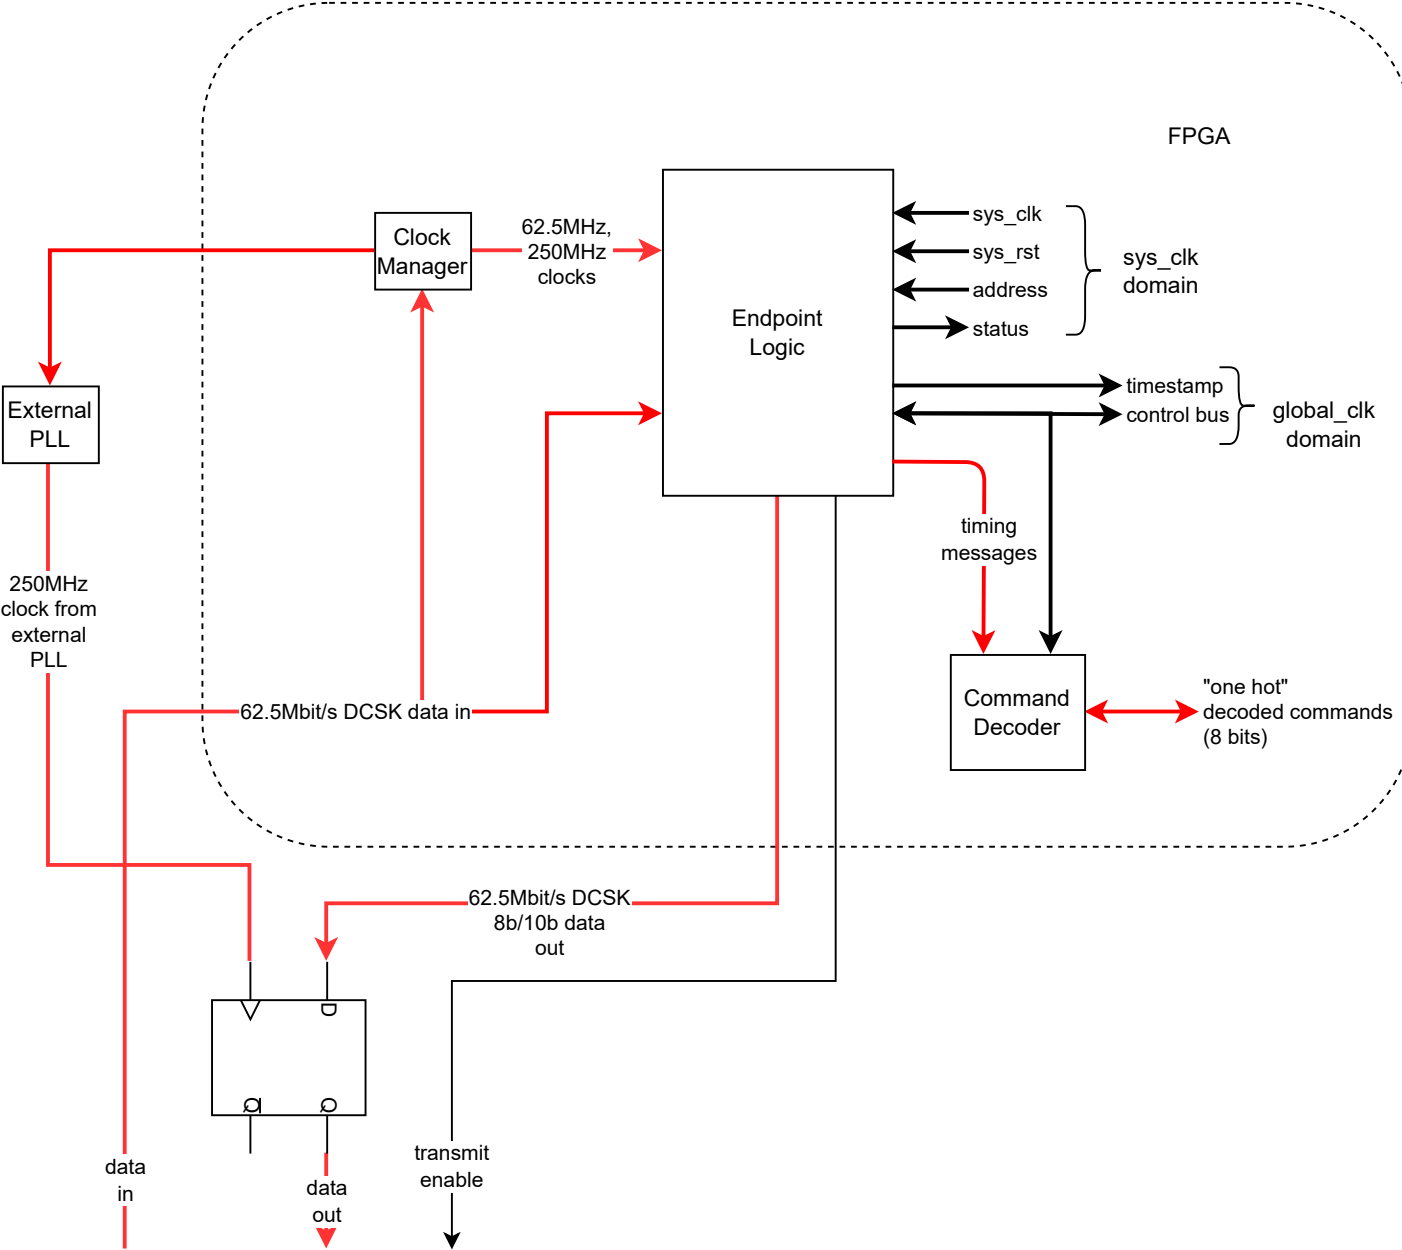 FPGA
Clock
Manager
62.5MHz,
250MHz
clocks
Endpoint
Logic
sys_clk
sys_rst
address
status
sys_clk
domain
timestamp
control bus
global_clk
domain
External
PLL
timing
messages
250MHz
clock from
external
PLL
62.5Mbit/s DCSK data in
Command
Decoder
"one hot"
decoded commands
(8 bits)
62.5Mbit/s DCSK
8b/10b data
out
D
Q
Q
data
in
data
out
transmit
enable